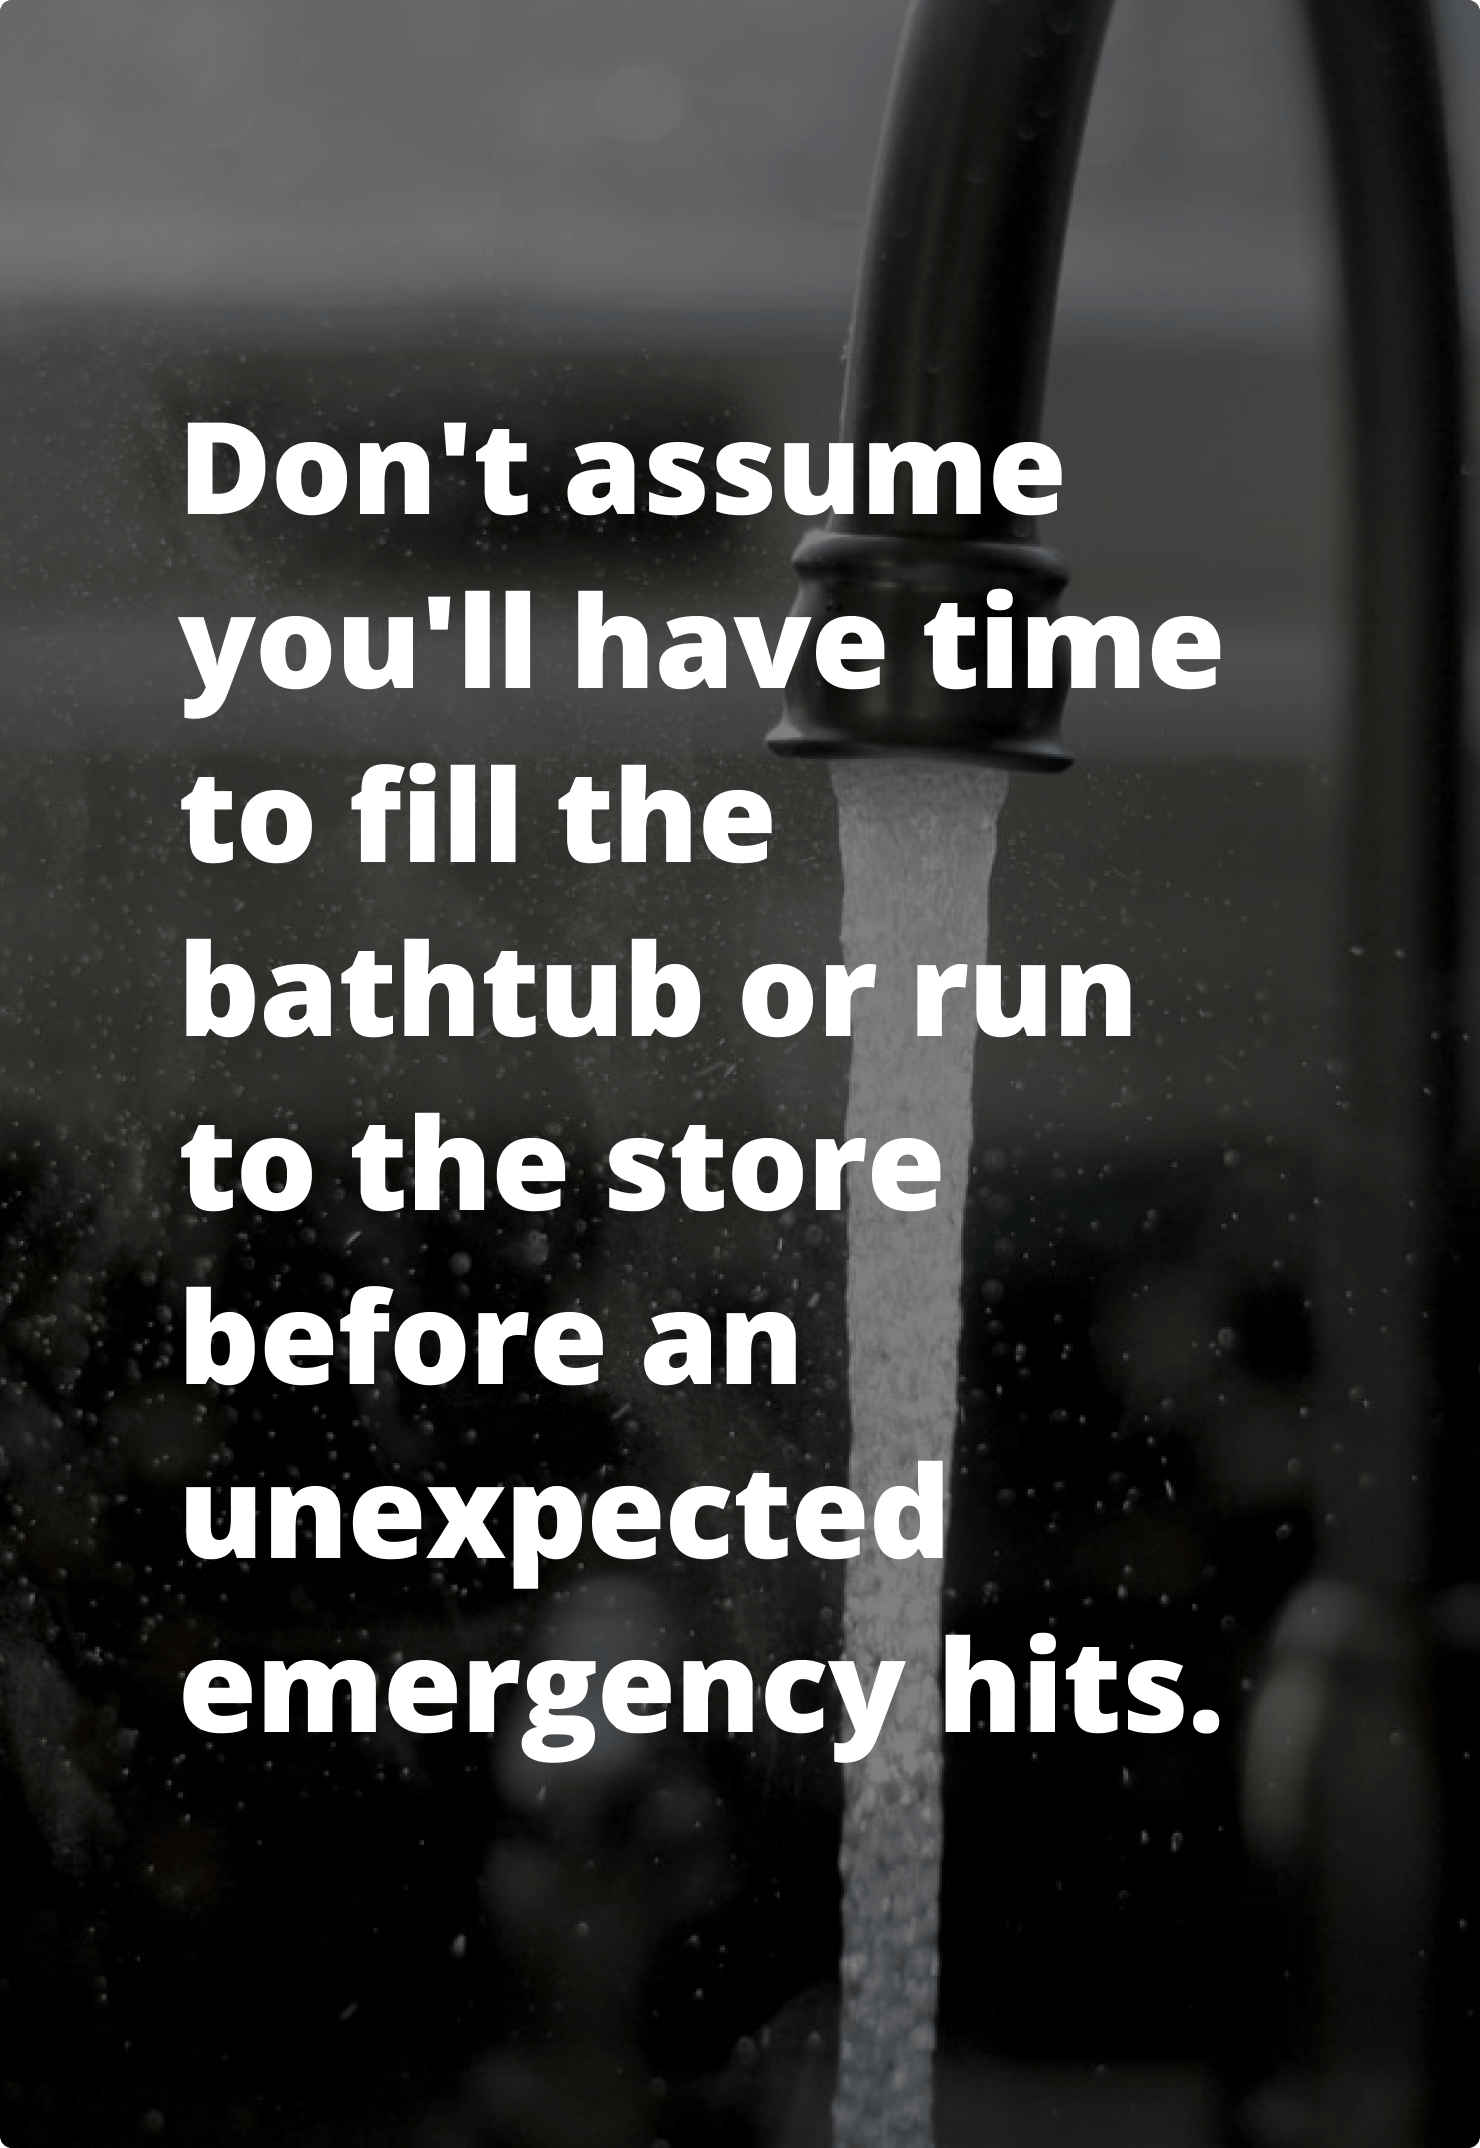 Don't assume
you'll have time
to fill the
bathtub or run
to the store
before an
unexpected
emergency hits.